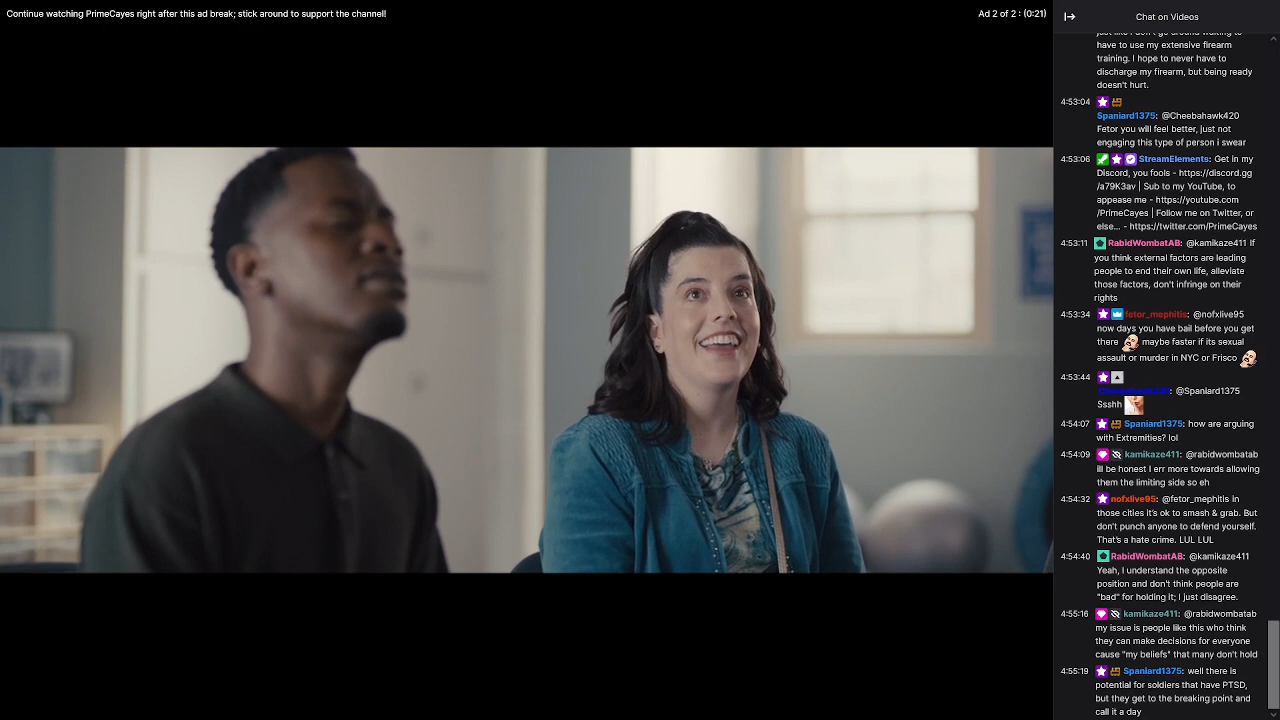 Continue watching PrimeCayes right after this ad break; stick around to support the channel!
Ad 2 of 2 : (0:21)
Chat on Videos
have to use my extensive firearm
training. I hope to never have to
discharge my firearm, but being ready
doesn't hurt.
4:53:04
Spaniard1375: @Cheebahawk420
Fetor you will feel better, just not
engaging this type of person i swear
4:53:06 StreamElements: Get in my
Discord, you fools - https://discord.gg
/a79K3av | Sub to my YouTube, to
appease me - https://youtube.com
/PrimeCayes | Follow me on Twitter, or
else... - https://twitter.com/PrimeCayes
4:53:11 RabidWombatAB: @kamikaze411 If
you think external factors are leading
people to end their own life, alleviate
those factors, don't infringe on their
rights
4:53:34 fetor_mephitis: @nofxlive95
now days you have bail before you get
there maybe faster if its sexual
assault or murder in NYC or Frisco
4:53:44
: @Spaniard1375
Ssshh
4:54:07 Spaniard1375: how are arguing
with Extremities? lol
4:54:09 kamikaze411: @rabidwombatab
ill be honest I err more towards allowing
them the limiting side so eh
4:54:32 nofxlive95: @fetor_mephitis in
those cities it's ok to smash & grab. But
don't punch anyone to defend yourself.
That's a hate crime. LUL LUL
4:54:40 RabidWombatAB: @kamikaze411
Yeah, I understand the opposite
position and don't think people are
"bad" for holding it; I just disagree.
4:55:16 kamikaze411: @rabidwombatab
my issue is people like this who think
they can make decisions for everyone
cause "my beliefs" that many don't hold
4:55:19 Spaniard1375: well there is
potential for soldiers that have PTSD,
but they get to the breaking point and
call it a day